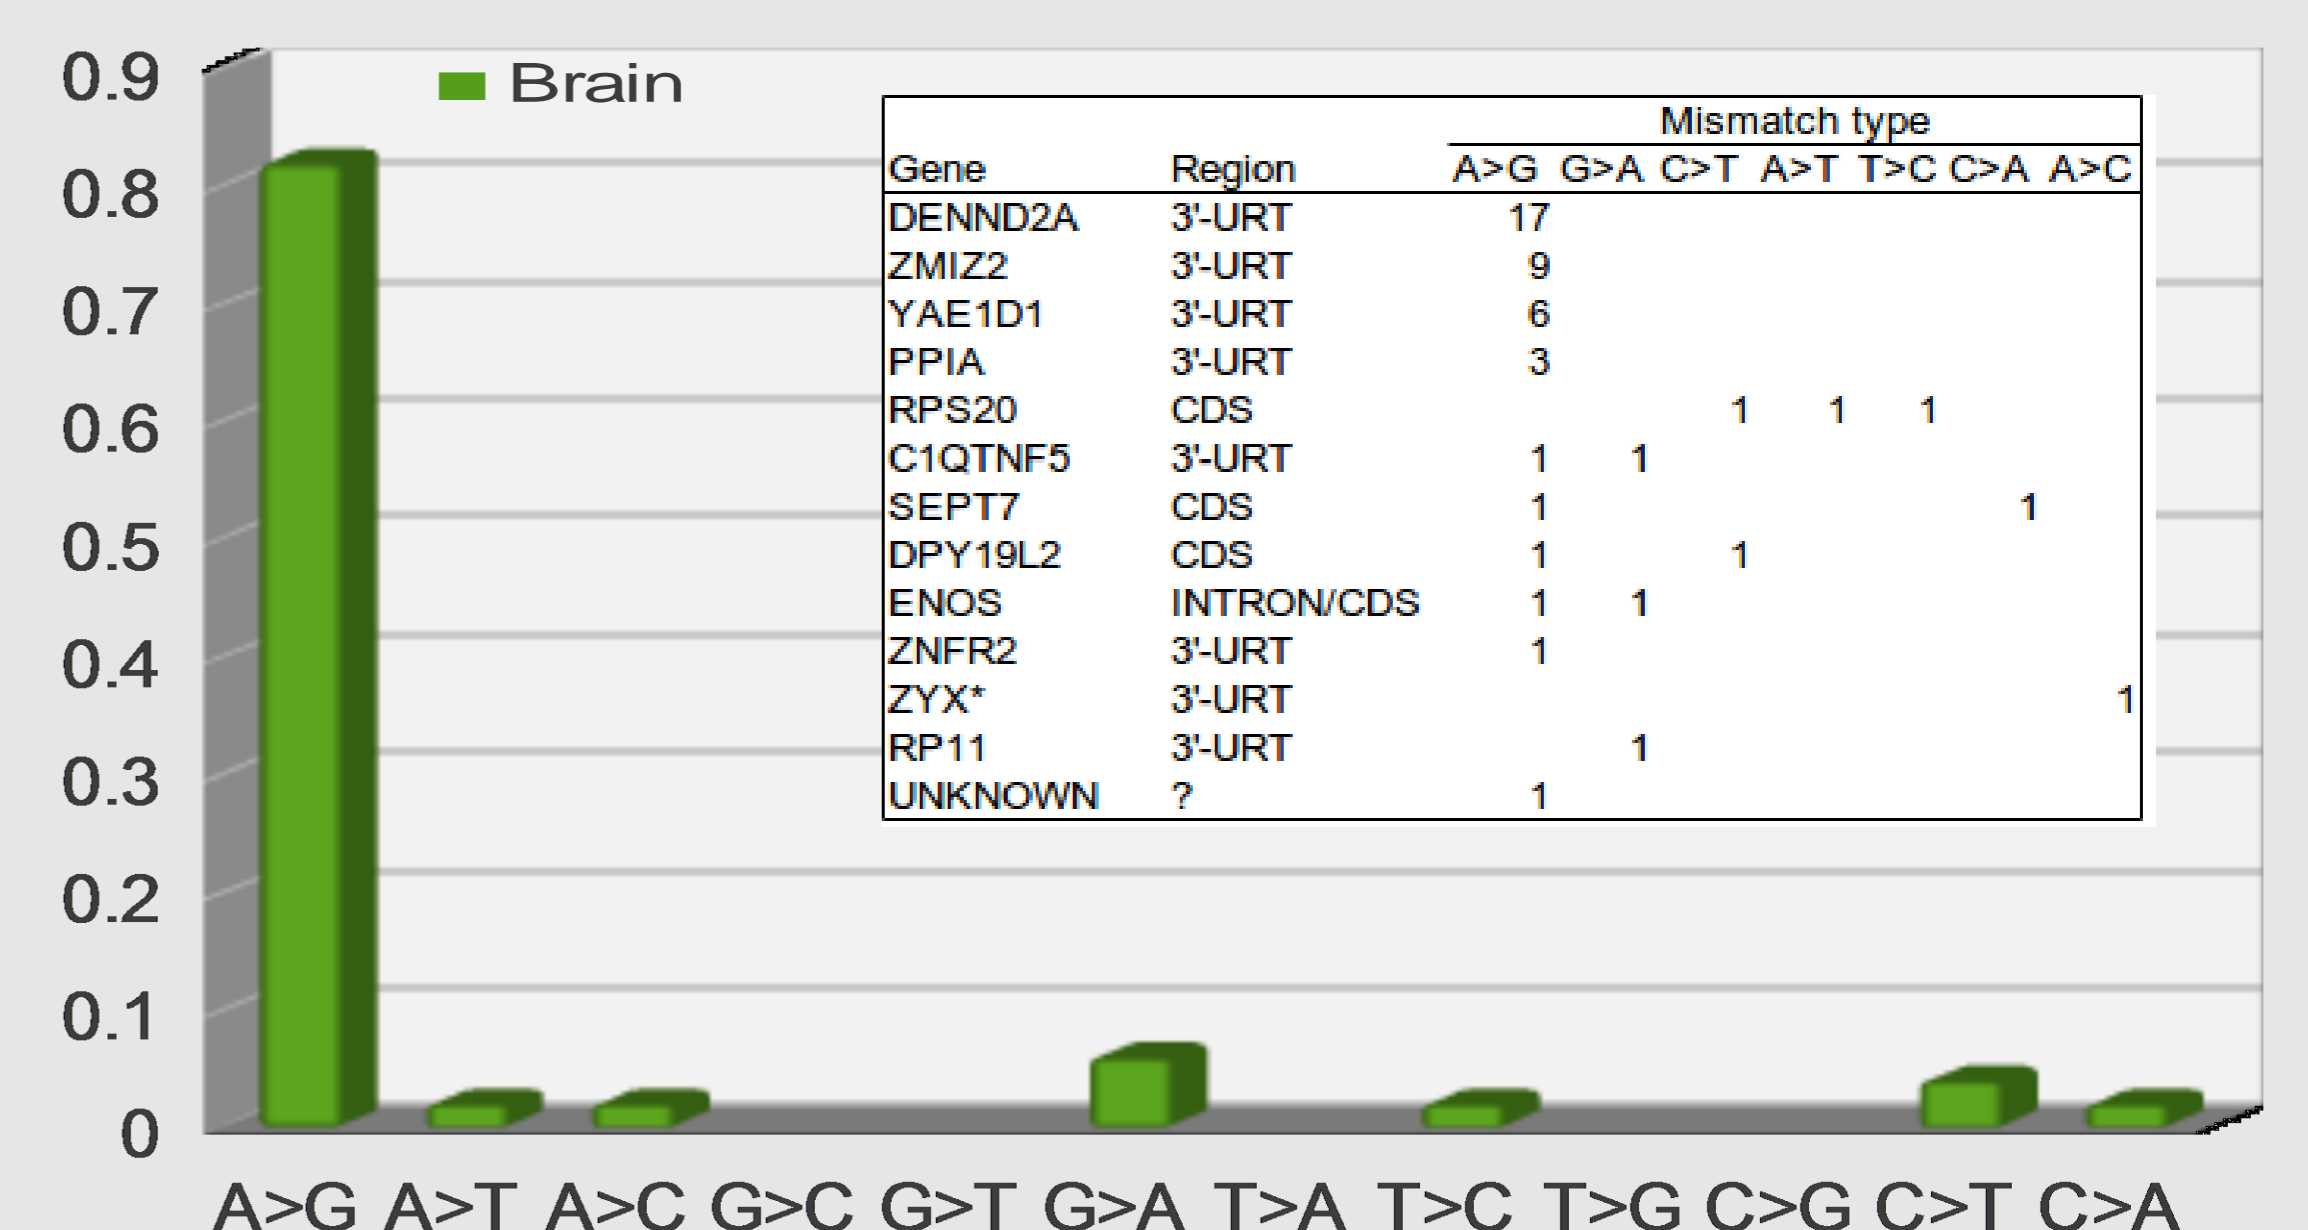 0.9
0.8
0.7
0.6
0.5
0.4
0.3
0.2
0.1
0
Brain
Mismatch type
Gene Region A>G G>A C>T A>T T>C C>A A>C
DENND2A 3'-URT 17
ZMIZ2 3'-URT 9
YAE1D1 3'-URT 6
PPIA 3'-URT 3
RPS20 CDS 1 1 1
C1QTNF5 3'-URT 1 1
SEPT7 CDS 1 1
DPY19L2 CDS 1 1
ENOS INTRON/CDS 1 1
ZNFR2 3'-URT 1
ZYX* 3'-URT 1
RP11 3'-URT 1
UNKNOWN ? 1
A>G A>T A>C G>C G>T G>A T>A T>C T>G C>G C>T C>A